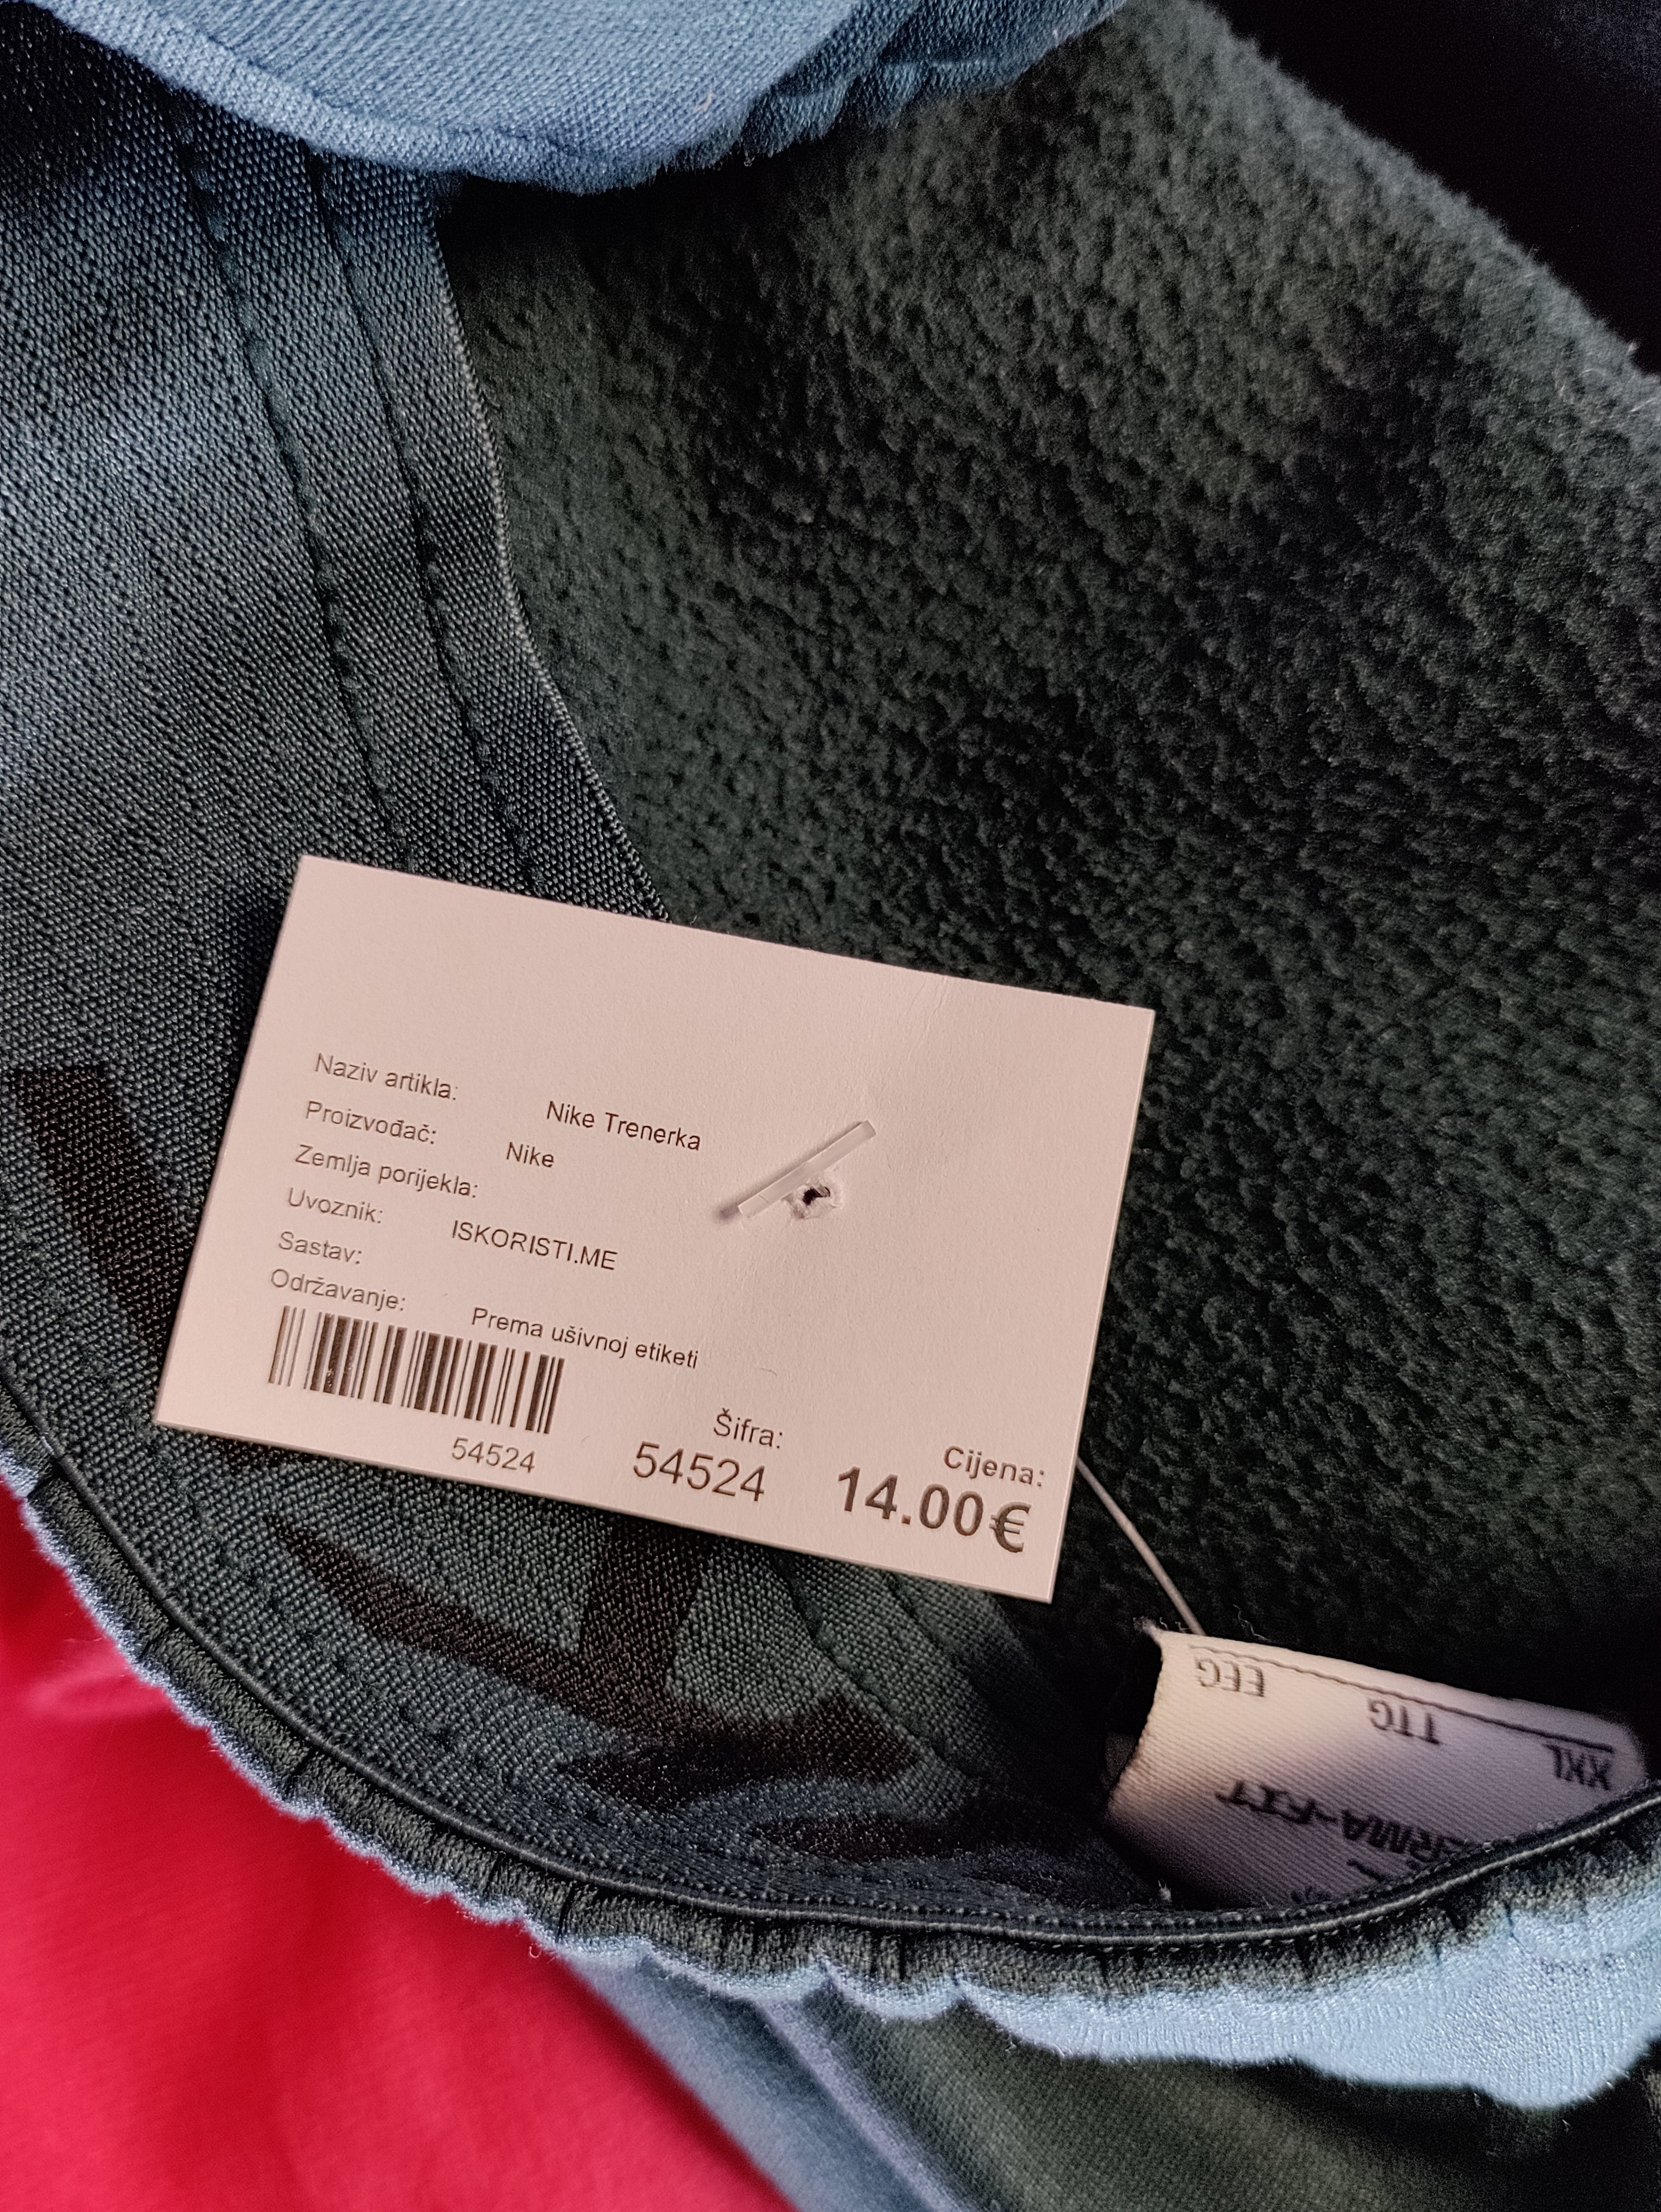 Naziv artikla: Nike Trenerka
Proizvođač: Nike
Zemlja porijekla:
Uvoznik: ISKORISTI.ME
Sastav:
Održavanje: Prema ušivnoj etiketi
54524
Šifra:
54524
Cijena:
14.00€
EEG
TTG
XXL